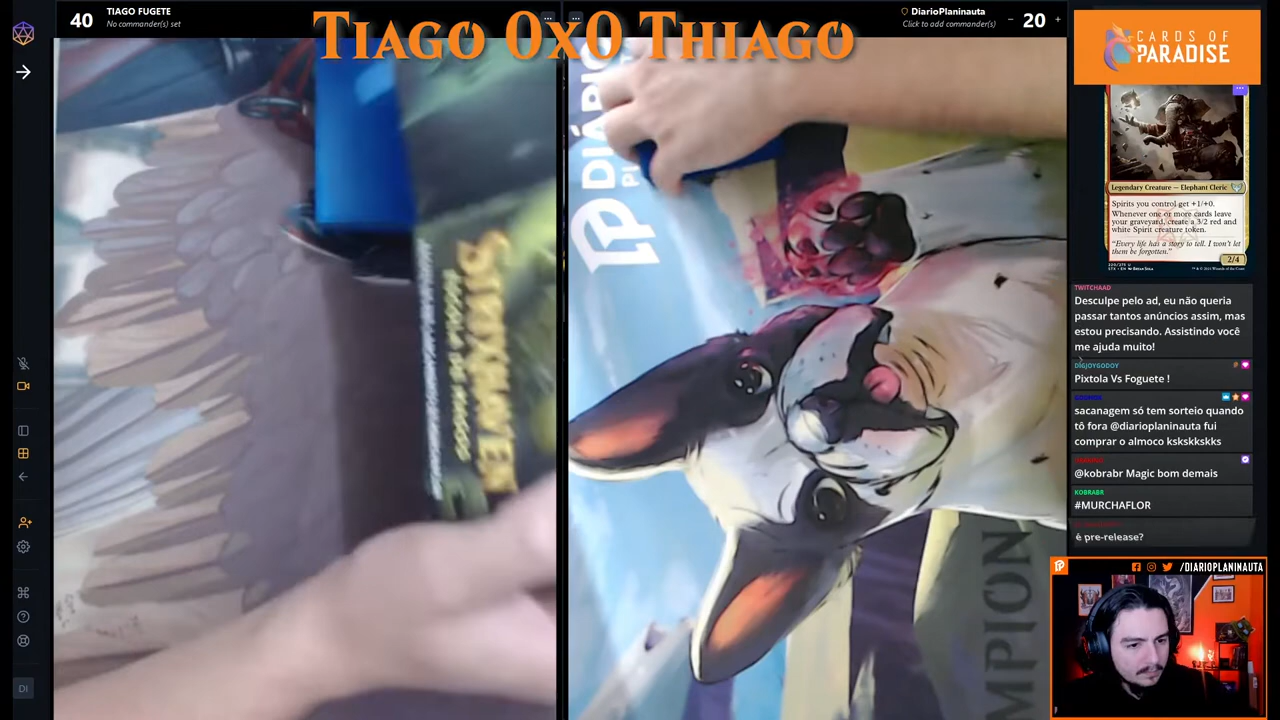 40
TIAGO FUGETE
No commander(s) set
TIAGO 0X0 THIAGO
DiarioPlaninauta
Click to add commander(s)
20
CARDS OF
PARADISE
Legendary Creature — Elephant Cleric
Spirits you control get +1/+0.
Whenever one or more cards leave
your graveyard, create a 3/2 red and
white Spirit creature token.
"Every life has a story to tell. I won't let
them be forgotten."
2/4
TWITCHAAD
Desculpe pelo ad, eu não queria
passar tantos anúncios assim, mas
estou precisando. Assistindo você
me ajuda muito!
DIGJOYGODOY
Pixtola Vs Foguete !
sacanagem só tem sorteio quando
tô fora @diarioplaninauta fui
comprar o almoco kskskkskks
@kobrabr Magic bom demais
KOBRABR
#MURCHAFLOR
é pre-release?
/DIARIOPLANINAUTA
DIÁRIO
MPION
DI